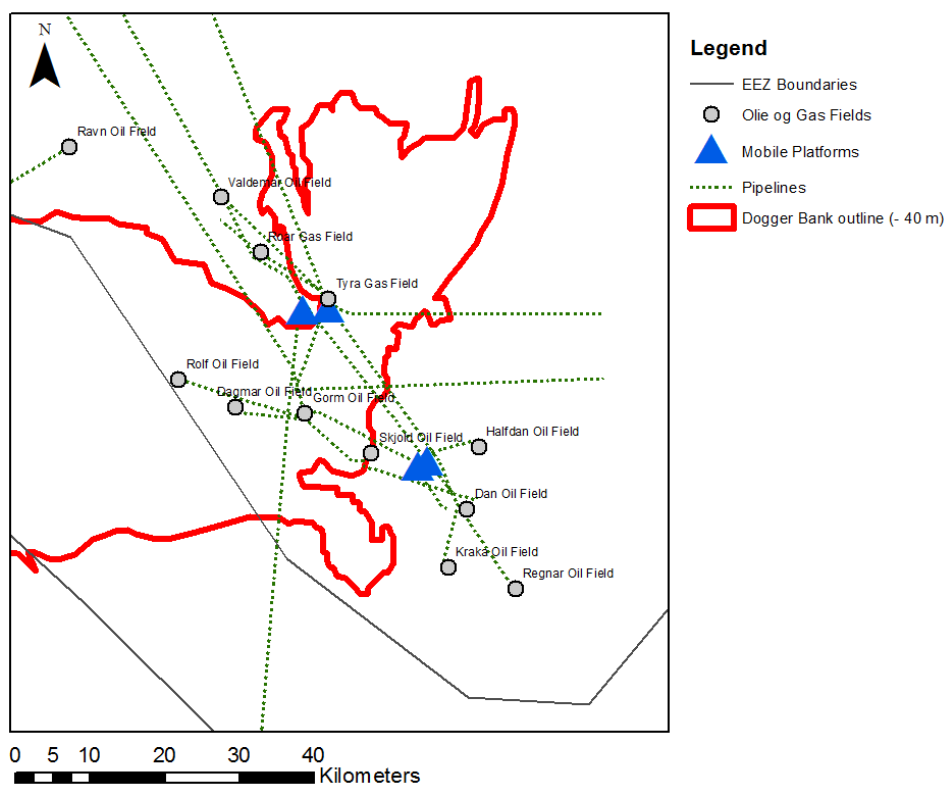 N
Ravn Oil Field
Valdemar Oil Field
Roar Gas Field
Tyra Gas Field
Rolf Oil Field
Dagmar Oil Field
Gorm Oil Field
Skjold Oil Field
Halfdan Oil Field
Dan Oil Field
Kraka Oil Field
Regnar Oil Field
Legend
EEZ Boundaries
Olie og Gas Fields
Mobile Platforms
Pipelines
Dogger Bank outline (- 40 m)
0 5 10 20 30 40
Kilometers